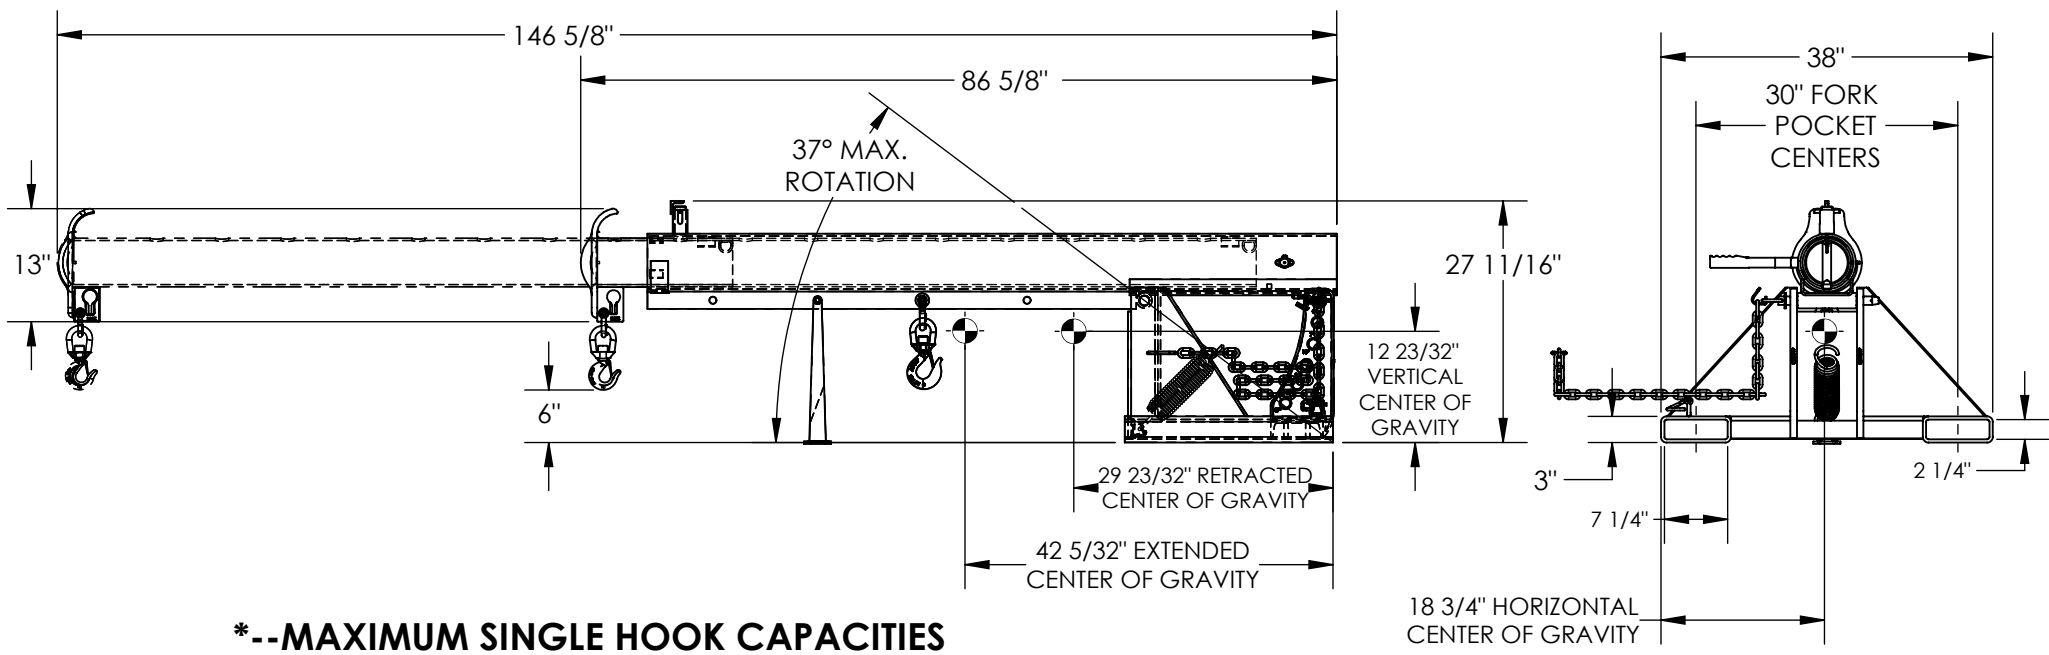 146 5/8"
86 5/8"
38"
30" FORK
POCKET
CENTERS
37° MAX.
ROTATION
13"
27 11/16"
12 23/32"
VERTICAL
CENTER OF
GRAVITY
6"
29 23/32" RETRACTED
CENTER OF GRAVITY
3"
2 1/4"
7 1/4"
42 5/32" EXTENDED
CENTER OF GRAVITY
18 3/4" HORIZONTAL
CENTER OF GRAVITY
*--MAXIMUM SINGLE HOOK CAPACITIES